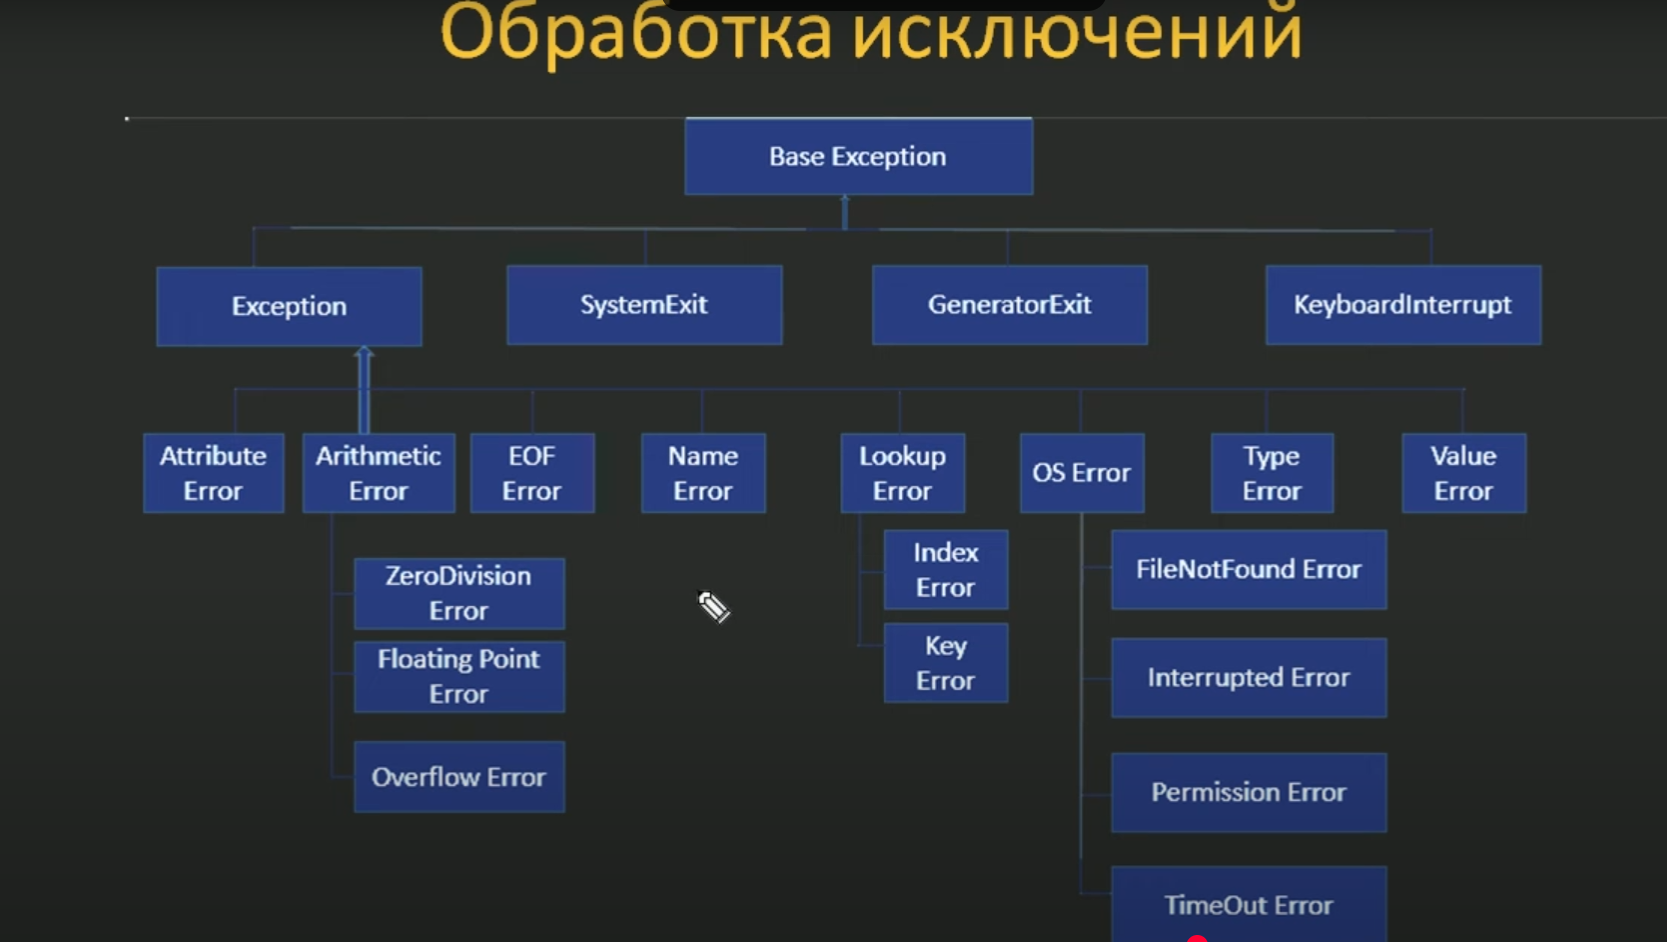 Обработка исключений
Base Exception
Exception
SystemExit
GeneratorExit
KeyboardInterrupt
Attribute
Error
Arithmetic
Error
EOF
Error
Name
Error
Lookup
Error
OS Error
Type
Error
Value
Error
ZeroDivision
Error
Floating Point
Error
Overflow Error
Index
Error
Key
Error
FileNotFound Error
Interrupted Error
Permission Error
TimeOut Error